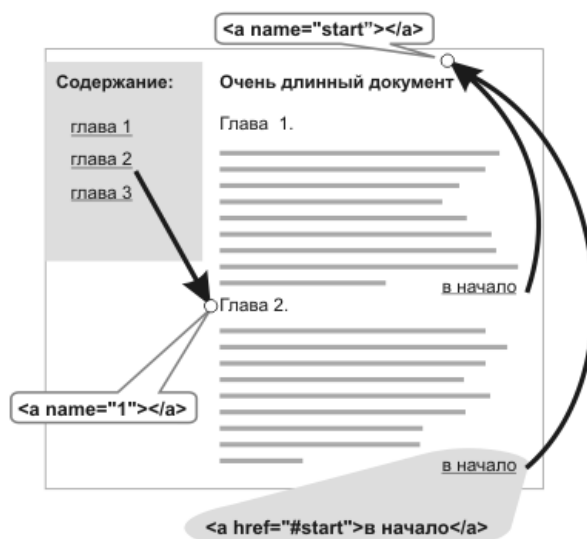 <a name="start”></a>
Содержание:
глава 1
глава 2
глава 3
Очень длинный документ
Глава 1.
в начало
Глава 2.
<a name="1"></a>
в начало
<a href="#start">в начало</a>